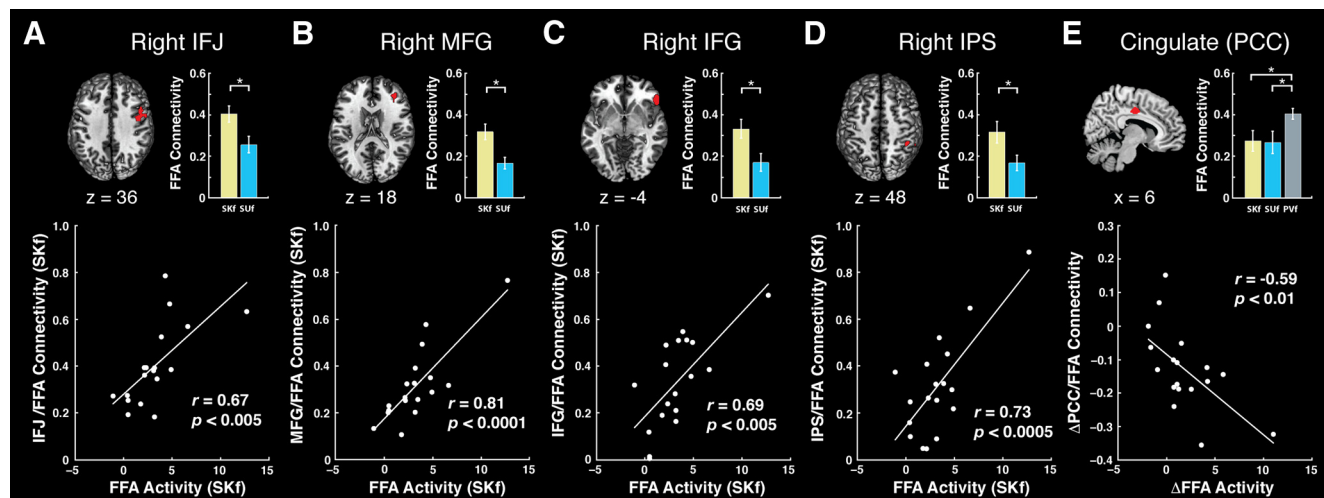 A Right IFJ
B Right MFG
C Right IFG
D Right IPS
E Cingulate (PCC)
FFA Connectivity
0.6
0.4
0.2
0
*
SKf SUf
z = 36
FFA Connectivity
0.6
0.4
0.2
0
*
SKf SUf
z = 18
FFA Connectivity
0.6
0.4
0.2
0
*
SKf SUf
z = -4
FFA Connectivity
0.6
0.4
0.2
0
*
SKf SUf
z = 48
FFA Connectivity
0.6
0.4
0.2
0
*
*
SKf SUf PVf
x = 6
IFJ/FFA Connectivity (SKf)
1.0
0.8
0.6
0.4
0.2
0
r = 0.67
p < 0.005
−5 0 5 10 15
FFA Activity (SKf)
MFG/FFA Connectivity (SKf)
1.0
0.8
0.6
0.4
0.2
0
r = 0.81
p < 0.0001
−5 0 5 10 15
FFA Activity (SKf)
IFG/FFA Connectivity (SKf)
1.0
0.8
0.6
0.4
0.2
0
r = 0.69
p < 0.005
−5 0 5 10 15
FFA Activity (SKf)
IPS/FFA Connectivity (SKf)
1.0
0.8
0.6
0.4
0.2
0
r = 0.73
p < 0.0005
−5 0 5 10 15
FFA Activity (SKf)
ΔPCC/FFA Connectivity
0.3
0.2
0.1
0
-0.1
-0.2
-0.3
-0.4
r = -0.59
p < 0.01
−5 0 5 10 15
ΔFFA Activity